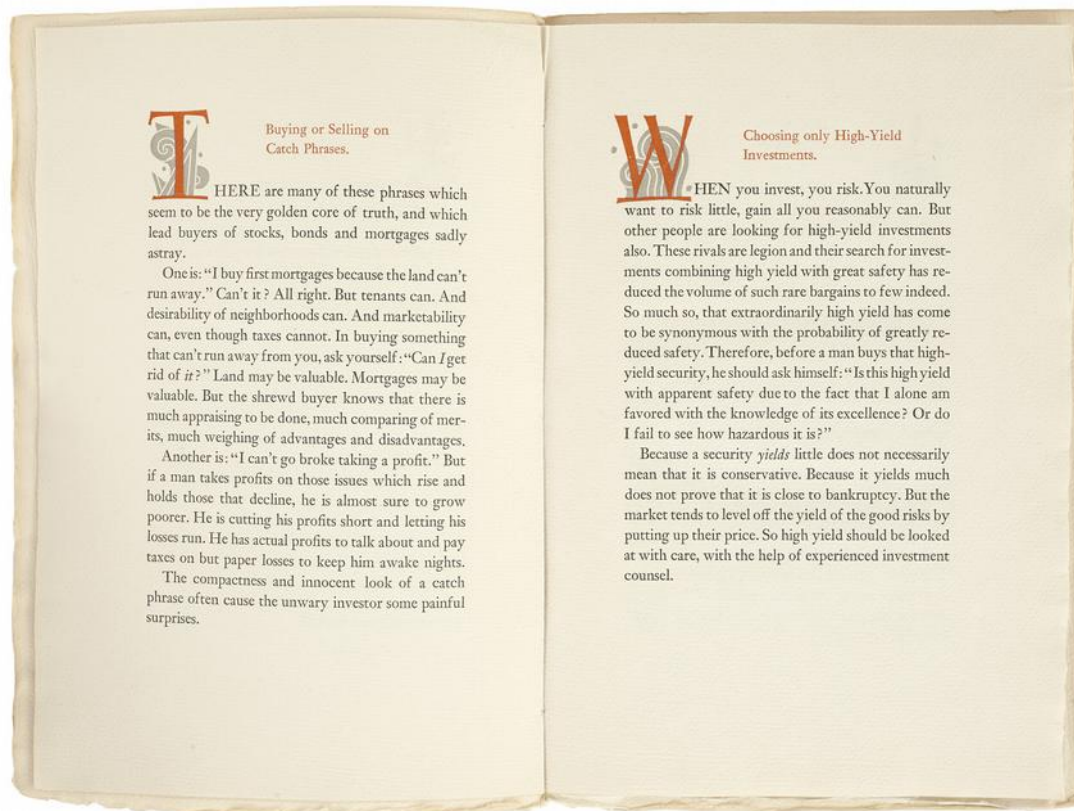 Buying or Selling on
Catch Phrases.
THERE are many of these phrases which
seem to be the very golden core of truth, and which
lead buyers of stocks, bonds and mortgages sadly
astray.
One is: “I buy first mortgages because the land can't
run away.” Can't it? All right. But tenants can. And
desirability of neighborhoods can. And marketability
can, even though taxes cannot. In buying something
that can't run away from you, ask yourself: “Can I get
rid of it?” Land may be valuable. Mortgages may be
valuable. But the shrewd buyer knows that there is
much appraising to be done, much comparing of mer-
its, much weighing of advantages and disadvantages.
Another is: “I can't go broke taking a profit.” But
if a man takes profits on those issues which rise and
holds those that decline, he is almost sure to grow
poorer. He is cutting his profits short and letting his
losses run. He has actual profits to talk about and pay
taxes on but paper losses to keep him awake nights.
The compactness and innocent look of a catch
phrase often cause the unwary investor some painful
surprises.
Choosing only High-Yield
Investments.
WHEN you invest, you risk. You naturally
want to risk little, gain all you reasonably can. But
other people are looking for high-yield investments
also. These rivals are legion and their search for invest-
ments combining high yield with great safety has re-
duced the volume of such rare bargains to few indeed.
So much so, that extraordinarily high yield has come
to be synonymous with the probability of greatly re-
duced safety. Therefore, before a man buys that high-
yield security, he should ask himself: “Is this high yield
with apparent safety due to the fact that I alone am
favored with the knowledge of its excellence? Or do
I fail to see how hazardous it is?”
Because a security yields little does not necessarily
mean that it is conservative. Because it yields much
does not prove that it is close to bankruptcy. But the
market tends to level off the yield of the good risks by
putting up their price. So high yield should be looked
at with care, with the help of experienced investment
counsel.